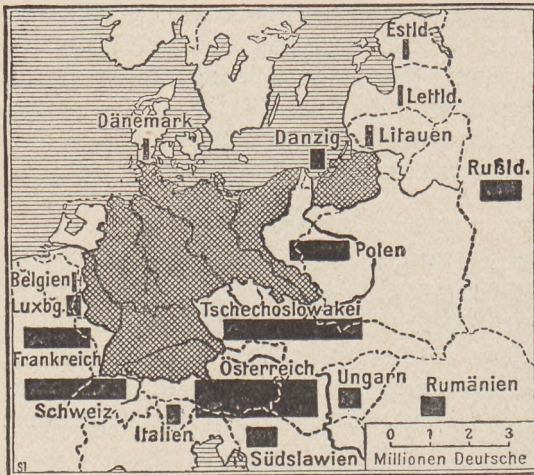 Estld.
Lettld.
Dänemark
Danzig
Litauen
Rußld.
Polen
Belgien
Luxbg.
Tschechoslowakei
Frankreich
Österreich
Ungarn
Rumänien
Schweiz
Italien
Südslawien
0 1 2 3
Millionen Deutsche
S1